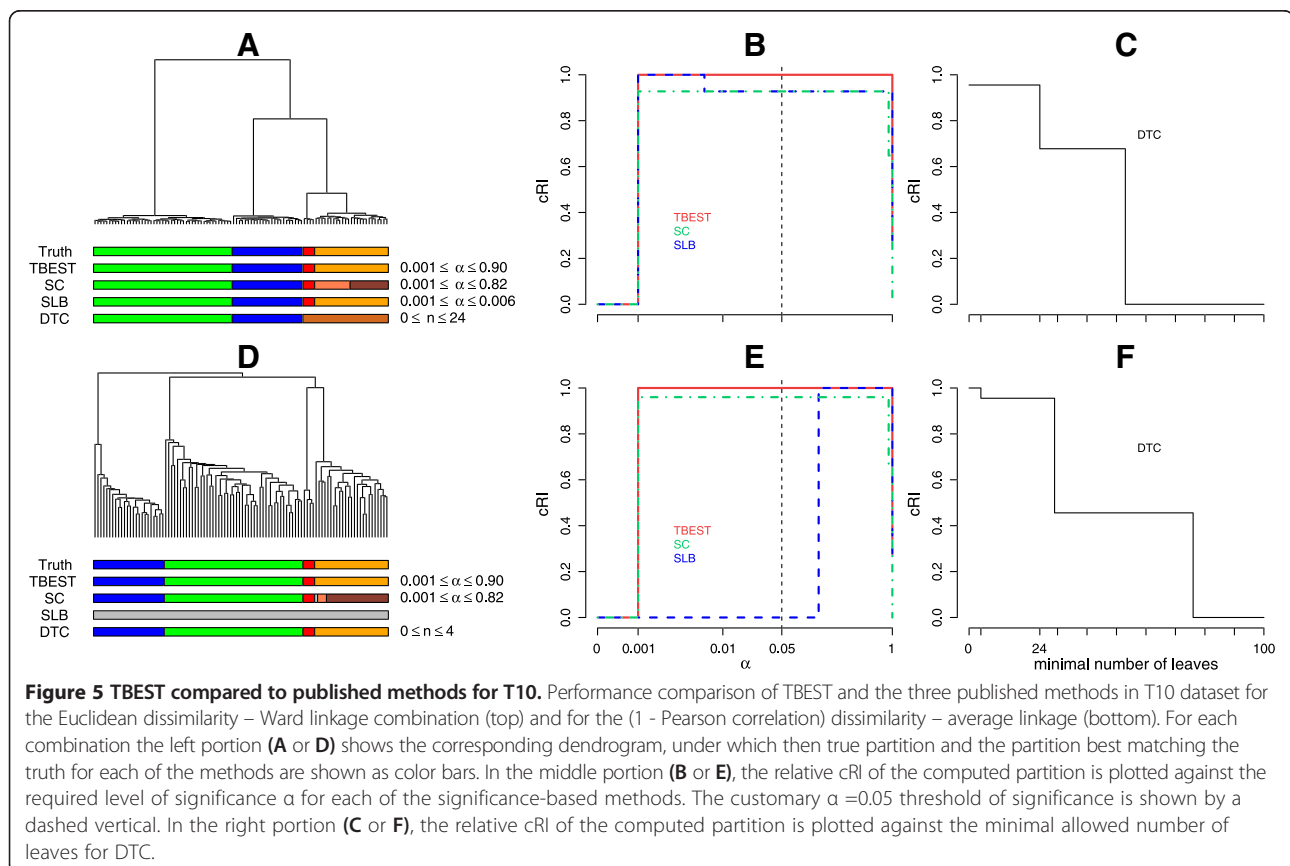 A
B
C
Truth
TBEST 0.001 ≤ α ≤ 0.90
SC 0.001 ≤ α ≤ 0.82
SLB 0.001 ≤ α ≤ 0.006
DTC 0 ≤ n ≤ 24
cRI
0.0 0.2 0.4 0.6 0.8 1.0
TBEST
SC
SLB
cRI
0.0 0.2 0.4 0.6 0.8 1.0
DTC
D
E
F
Truth
TBEST 0.001 ≤ α ≤ 0.90
SC 0.001 ≤ α ≤ 0.82
SLB
DTC 0 ≤ n ≤ 4
cRI
0.0 0.2 0.4 0.6 0.8 1.0
TBEST
SC
SLB
0 0.001 0.01 0.05 1
α
cRI
0.0 0.2 0.4 0.6 0.8 1.0
DTC
0 24 100
minimal number of leaves
Figure 5 TBEST compared to published methods for T10. Performance comparison of TBEST and the three published methods in T10 dataset for
the Euclidean dissimilarity – Ward linkage combination (top) and for the (1 - Pearson correlation) dissimilarity – average linkage (bottom). For each
combination the left portion (A or D) shows the corresponding dendrogram, under which then true partition and the partition best matching the
truth for each of the methods are shown as color bars. In the middle portion (B or E), the relative cRI of the computed partition is plotted against the
required level of significance α for each of the significance-based methods. The customary α =0.05 threshold of significance is shown by a
dashed vertical. In the right portion (C or F), the relative cRI of the computed partition is plotted against the minimal allowed number of
leaves for DTC.